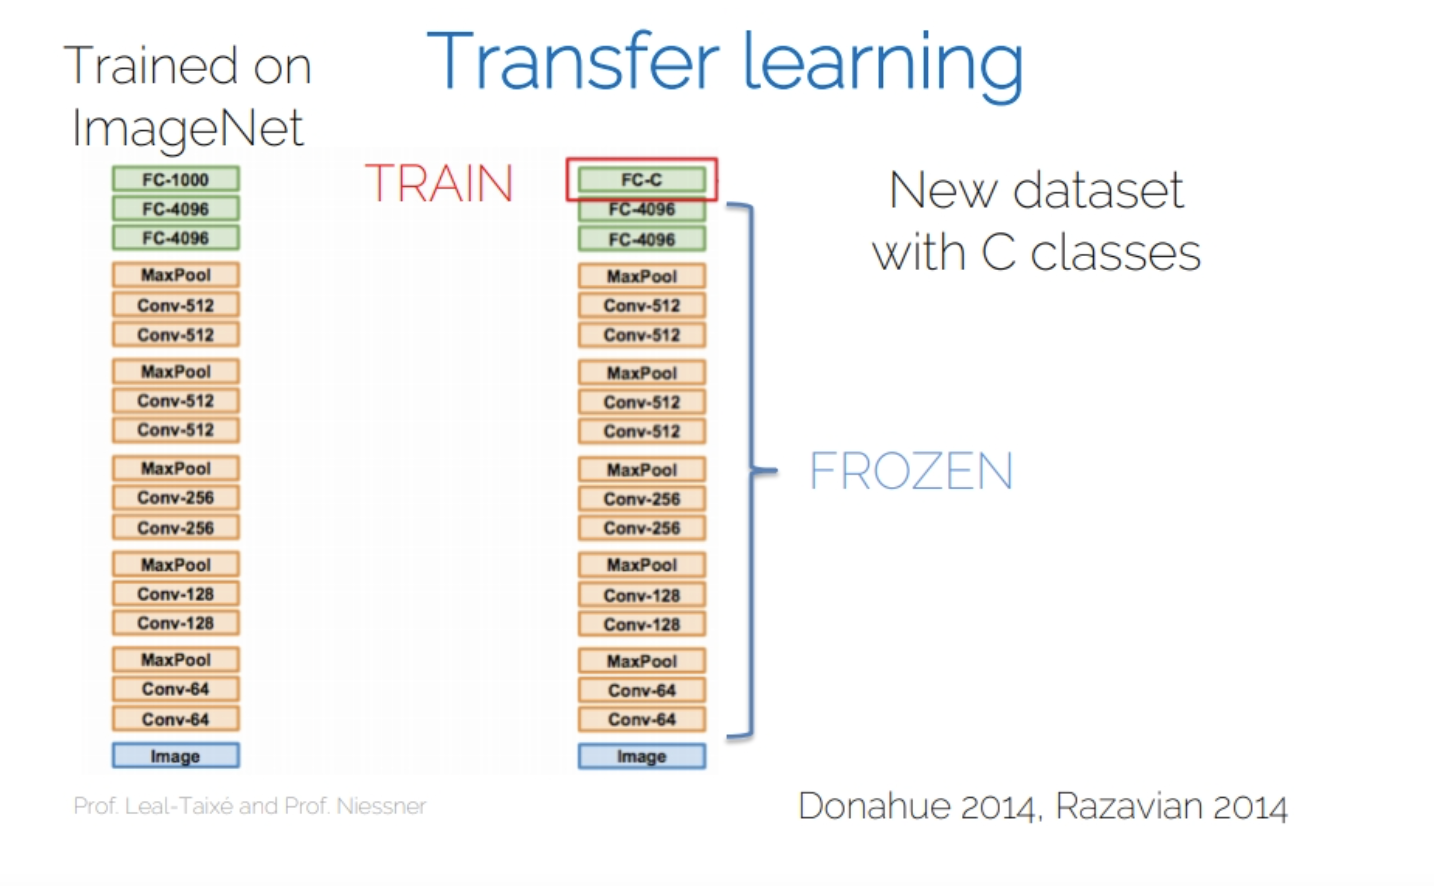 Transfer learning
Trained on
ImageNet
FC-1000
FC-4096
FC-4096
MaxPool
Conv-512
Conv-512
MaxPool
Conv-512
Conv-512
MaxPool
Conv-256
Conv-256
MaxPool
Conv-128
Conv-128
MaxPool
Conv-64
Conv-64
Image
TRAIN
FC-C
FC-4096
FC-4096
MaxPool
Conv-512
Conv-512
MaxPool
Conv-512
Conv-512
MaxPool
Conv-256
Conv-256
MaxPool
Conv-128
Conv-128
MaxPool
Conv-64
Conv-64
Image
New dataset
with C classes
FROZEN
Prof. Leal-Taixé and Prof. Niessner
Donahue 2014, Razavian 2014